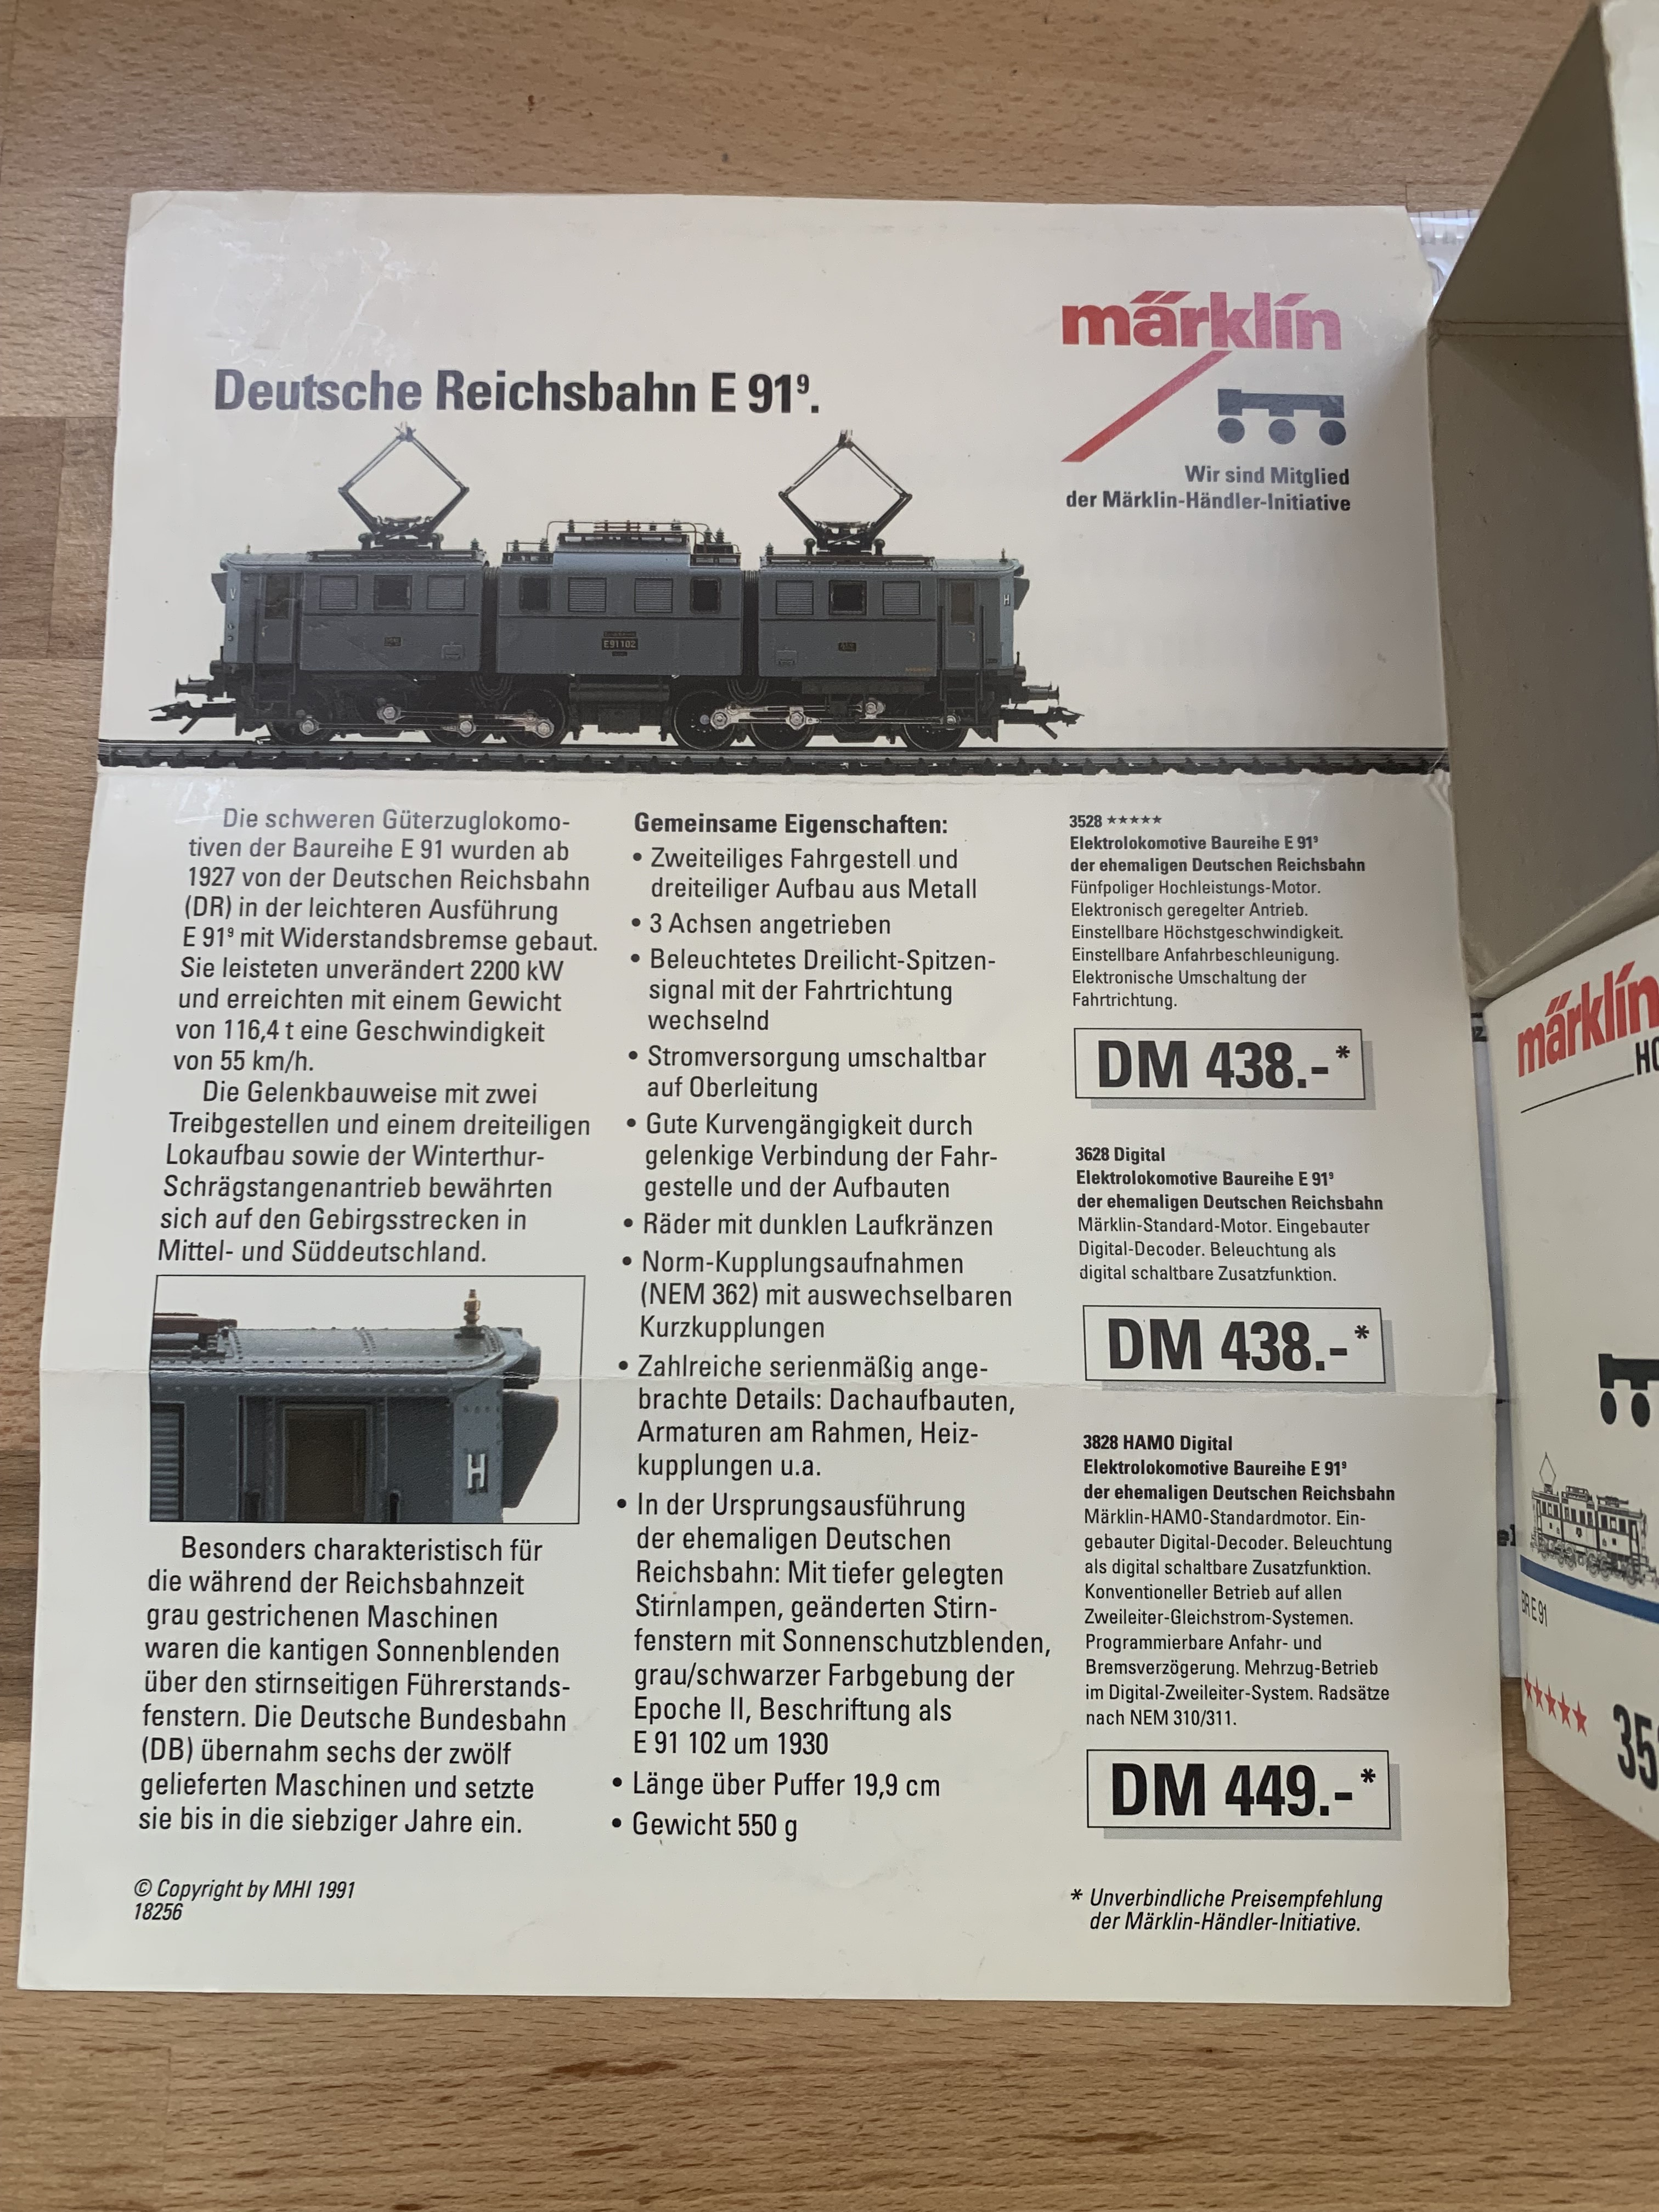 märklín
Deutsche Reichsbahn E 91⁹.
Wir sind Mitglied
der Märklin-Händler-Initiative
V
H
E91102
Die schweren Güterzuglokomo-
tiven der Baureihe E 91 wurden ab
1927 von der Deutschen Reichsbahn
(DR) in der leichteren Ausführung
E 91⁹ mit Widerstandsbremse gebaut.
Sie leisteten unverändert 2200 kW
und erreichten mit einem Gewicht
von 116,4 t eine Geschwindigkeit
von 55 km/h.
Die Gelenkbauweise mit zwei
Treibgestellen und einem dreiteiligen
Lokaufbau sowie der Winterthur-
Schrägstangenantrieb bewährten
sich auf den Gebirgsstrecken in
Mittel- und Süddeutschland.
H
Besonders charakteristisch für
die während der Reichsbahnzeit
grau gestrichenen Maschinen
waren die kantigen Sonnenblenden
über den stirnseitigen Führerstands-
fenstern. Die Deutsche Bundesbahn
(DB) übernahm sechs der zwölf
gelieferten Maschinen und setzte
sie bis in die siebziger Jahre ein.
© Copyright by MHI 1991
18256
Gemeinsame Eigenschaften:
• Zweiteiliges Fahrgestell und
dreiteiliger Aufbau aus Metall
• 3 Achsen angetrieben
• Beleuchtetes Dreilicht-Spitzen-
signal mit der Fahrtrichtung
wechselnd
• Stromversorgung umschaltbar
auf Oberleitung
• Gute Kurvengängigkeit durch
gelenkige Verbindung der Fahr-
gestelle und der Aufbauten
• Räder mit dunklen Laufkränzen
• Norm-Kupplungsaufnahmen
(NEM 362) mit auswechselbaren
Kurzkupplungen
• Zahlreiche serienmäßig ange-
brachte Details: Dachaufbauten,
Armaturen am Rahmen, Heiz-
kupplungen u.a.
• In der Ursprungsausführung
der ehemaligen Deutschen
Reichsbahn: Mit tiefer gelegten
Stirnlampen, geänderten Stirn-
fenstern mit Sonnenschutzblenden,
grau/schwarzer Farbgebung der
Epoche II, Beschriftung als
E 91 102 um 1930
• Länge über Puffer 19,9 cm
• Gewicht 550 g
3528 ★★★★★
Elektrolokomotive Baureihe E 91⁹
der ehemaligen Deutschen Reichsbahn
Fünfpoliger Hochleistungs-Motor.
Elektronisch geregelter Antrieb.
Einstellbare Höchstgeschwindigkeit.
Einstellbare Anfahrbeschleunigung.
Elektronische Umschaltung der
Fahrtrichtung.
DM 438.-*
3628 Digital
Elektrolokomotive Baureihe E 91⁹
der ehemaligen Deutschen Reichsbahn
Märklin-Standard-Motor. Eingebauter
Digital-Decoder. Beleuchtung als
digital schaltbare Zusatzfunktion.
DM 438.-*
3828 HAMO Digital
Elektrolokomotive Baureihe E 91⁹
der ehemaligen Deutschen Reichsbahn
Märklin-HAMO-Standardmotor. Ein-
gebauter Digital-Decoder. Beleuchtung
als digital schaltbare Zusatzfunktion.
Konventioneller Betrieb auf allen
Zweileiter-Gleichstrom-Systemen.
Programmierbare Anfahr- und
Bremsverzögerung. Mehrzug-Betrieb
im Digital-Zweileiter-System. Radsätze
nach NEM 310/311.
DM 449.-*
* Unverbindliche Preisempfehlung
der Märklin-Händler-Initiative.
märklín
HO
BR E 91
★★★★★ 35